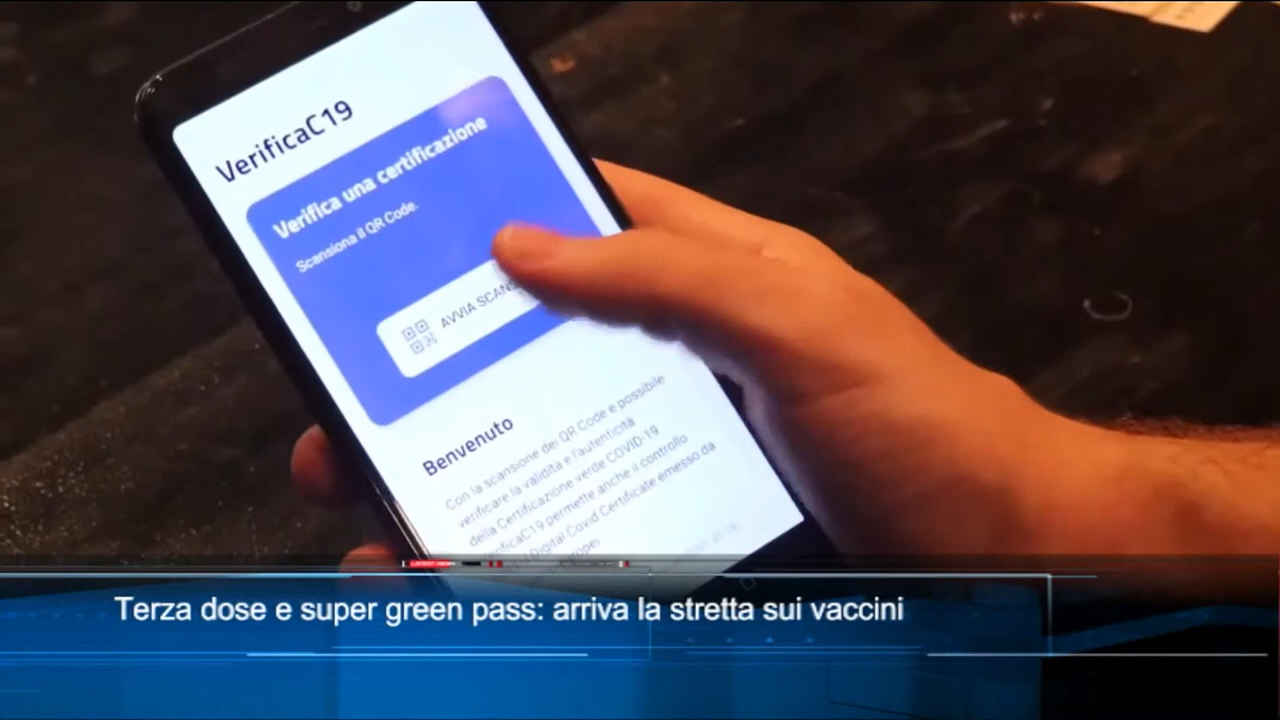 VerificaC19
Verifica una certificazione
Scansiona il QR Code.
AVVIA
Benvenuto
Con la scansione dei QR Code è possibile
verificare la validità e l'autenticità
della Certificazione verde COVID-19
permette anche il controllo
Digital Covid Certificate emesso da
LATEST NEWS
Terza dose e super green pass: arriva la stretta sui vaccini